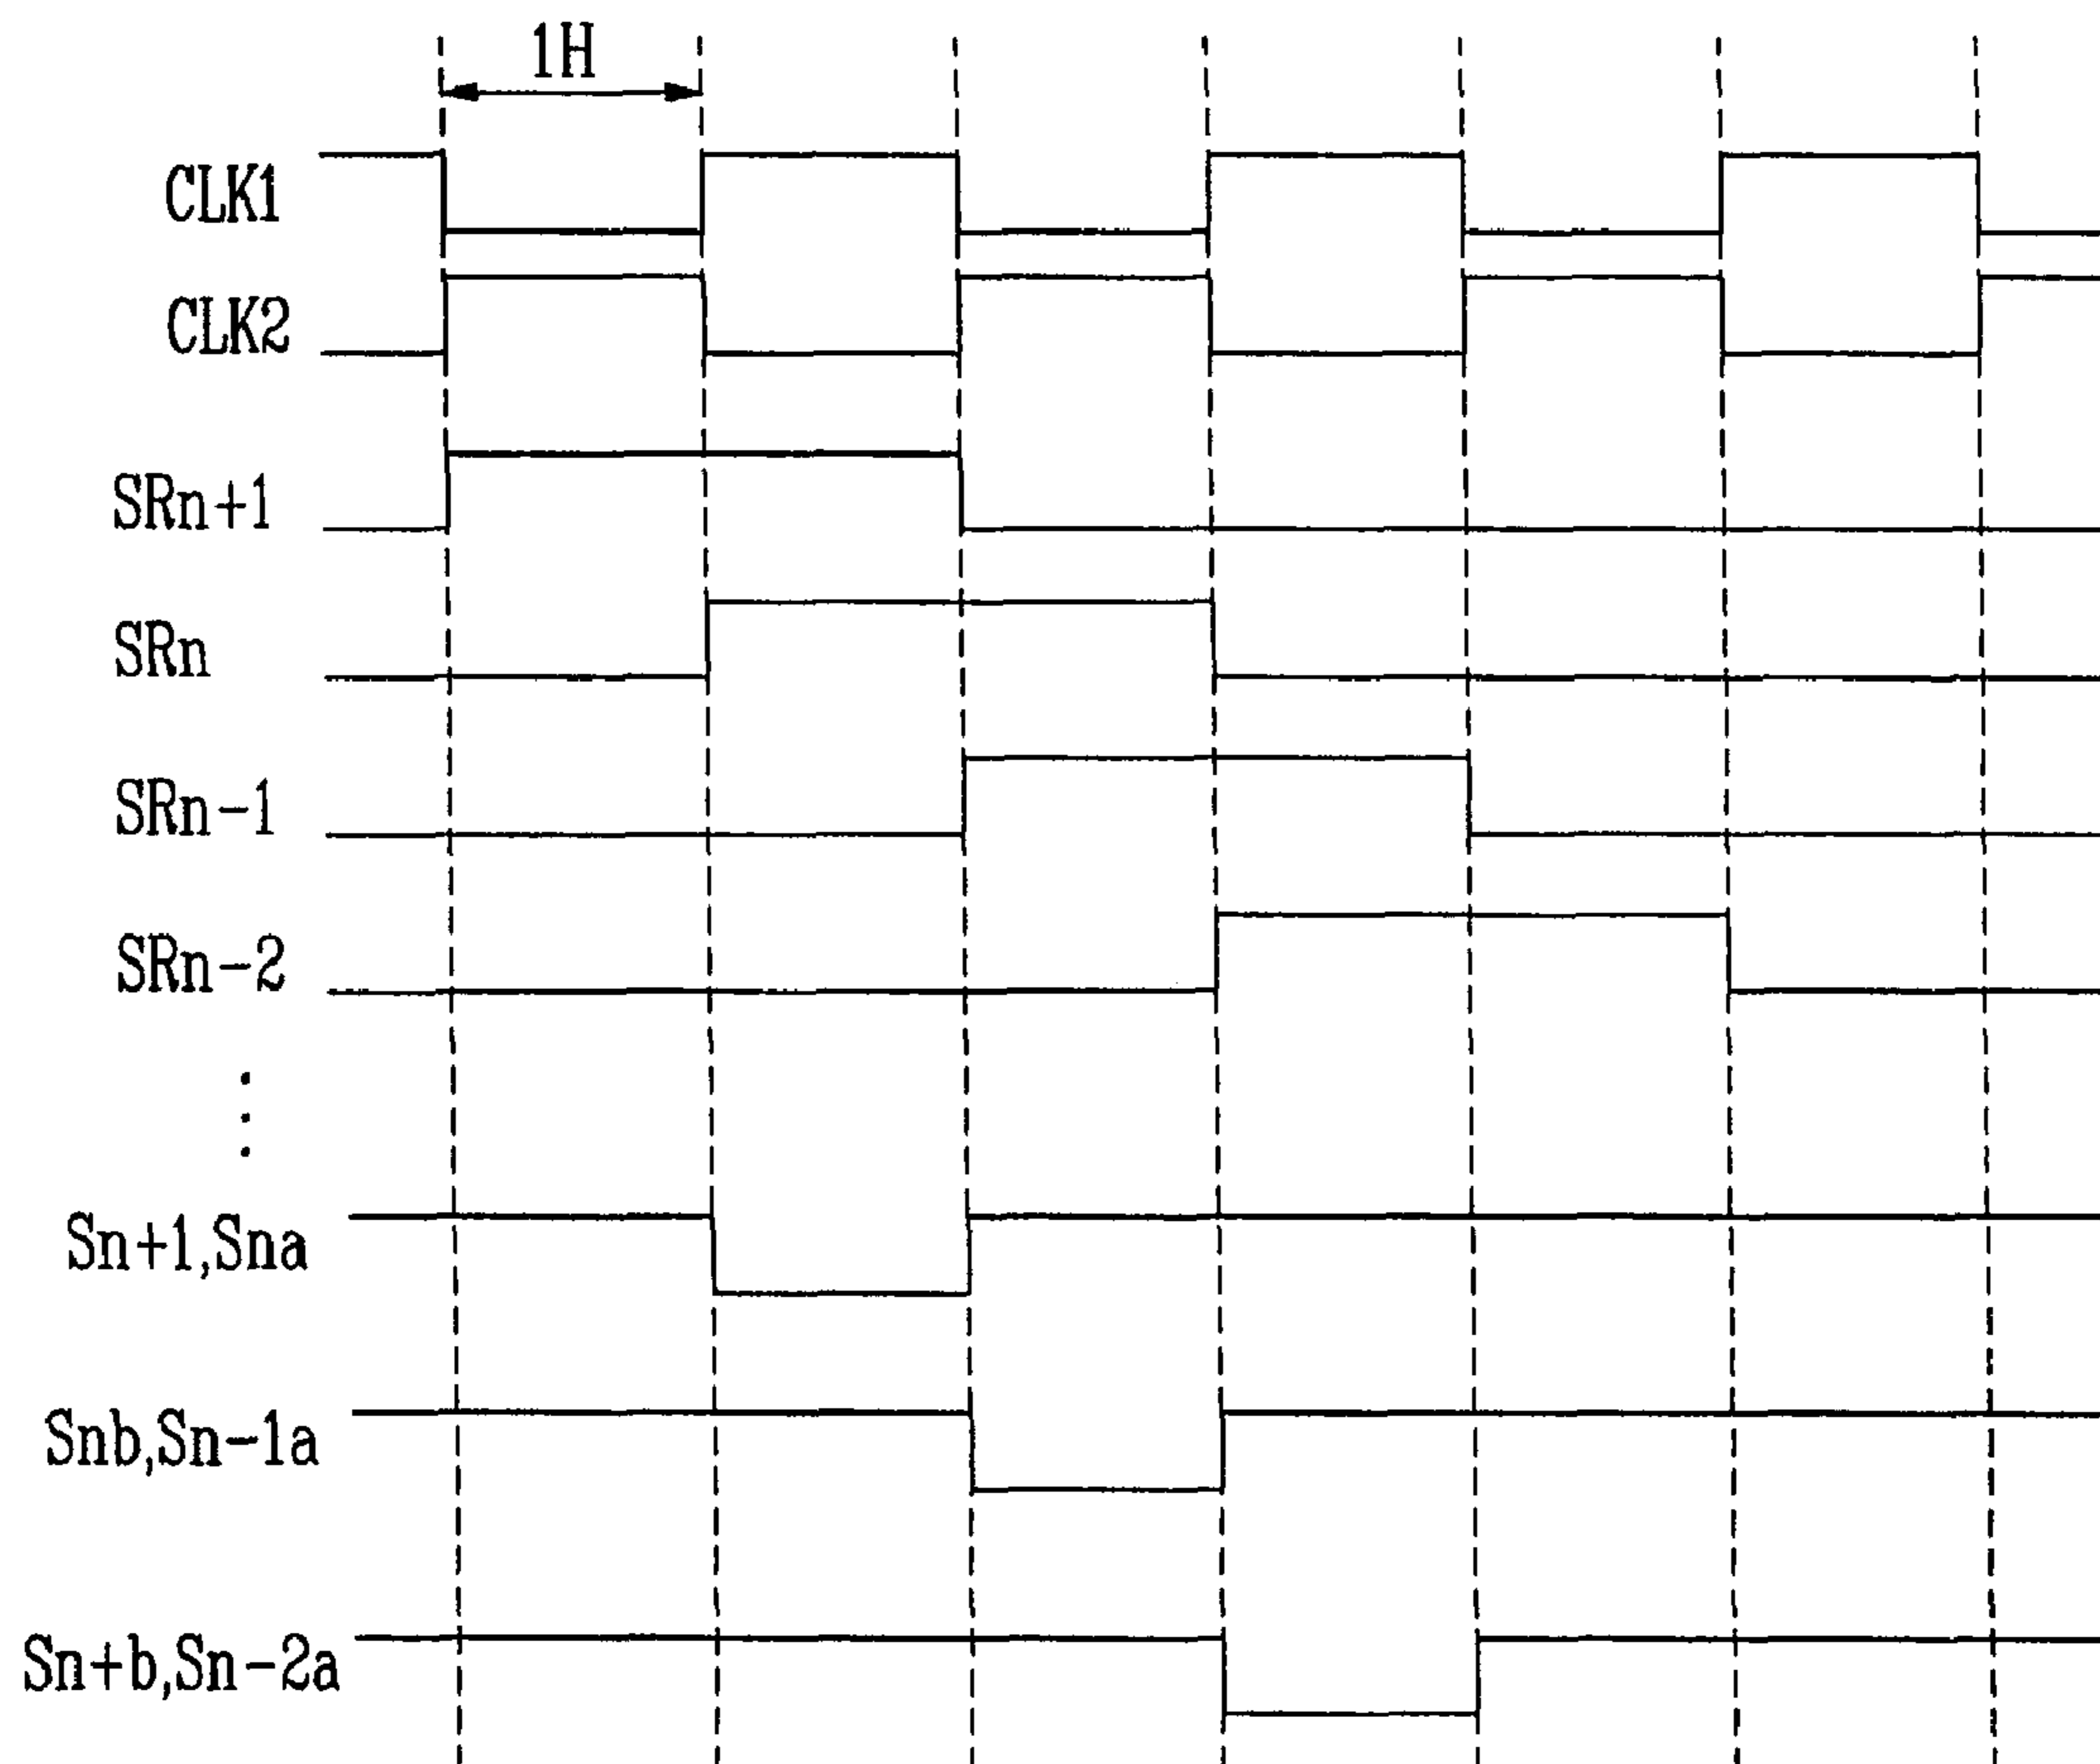 1H
CLK1
CLK2
SRn+1
SRn
SRn-1
SRn-2
Sn+1,Sna
Snb,Sn-1a
Sn+b,Sn-2a